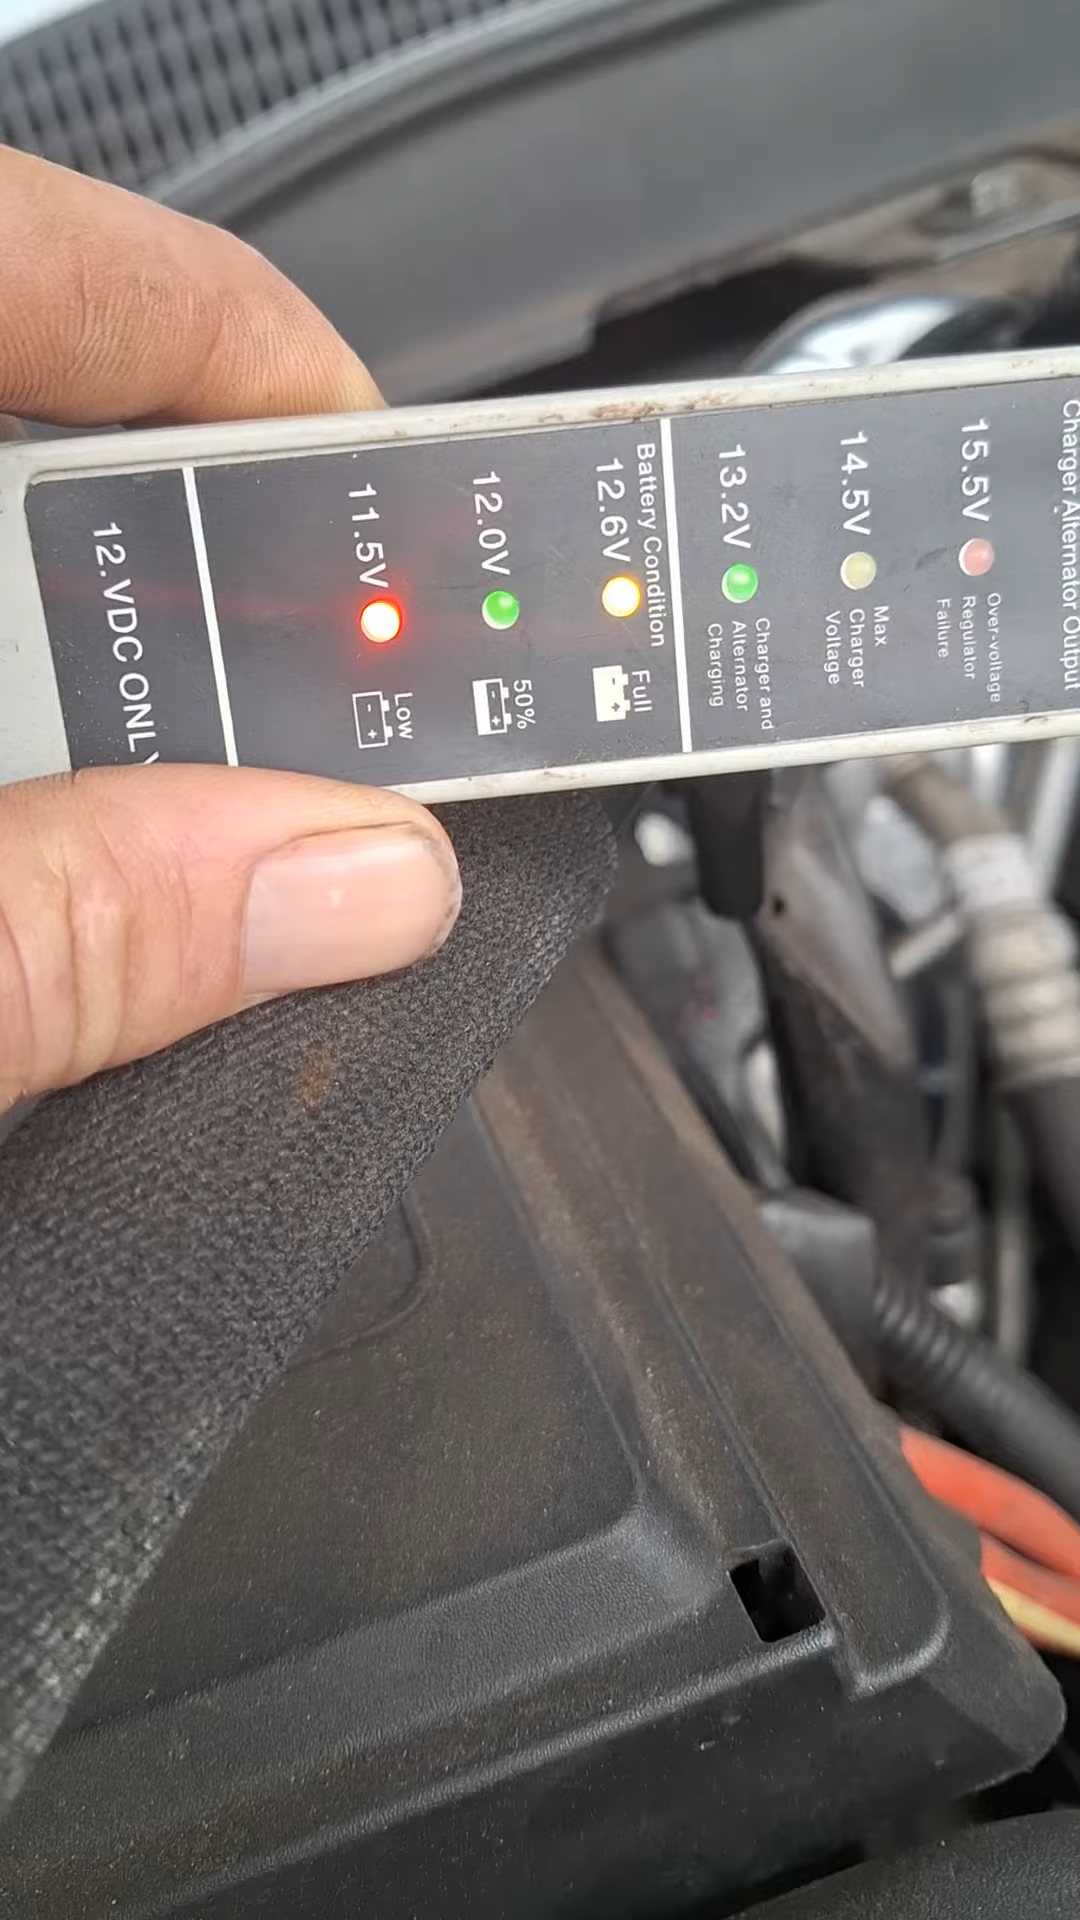 Charger Alternator Output
15.5V
Over-voltage
Regulator
Failure
14.5V
Max
Charger
Voltage
13.2V
Charger and
Alternator
Charging
Battery Condition
12.6V
Full
12.0V
50%
11.5V
Low
12.VDC ONLY